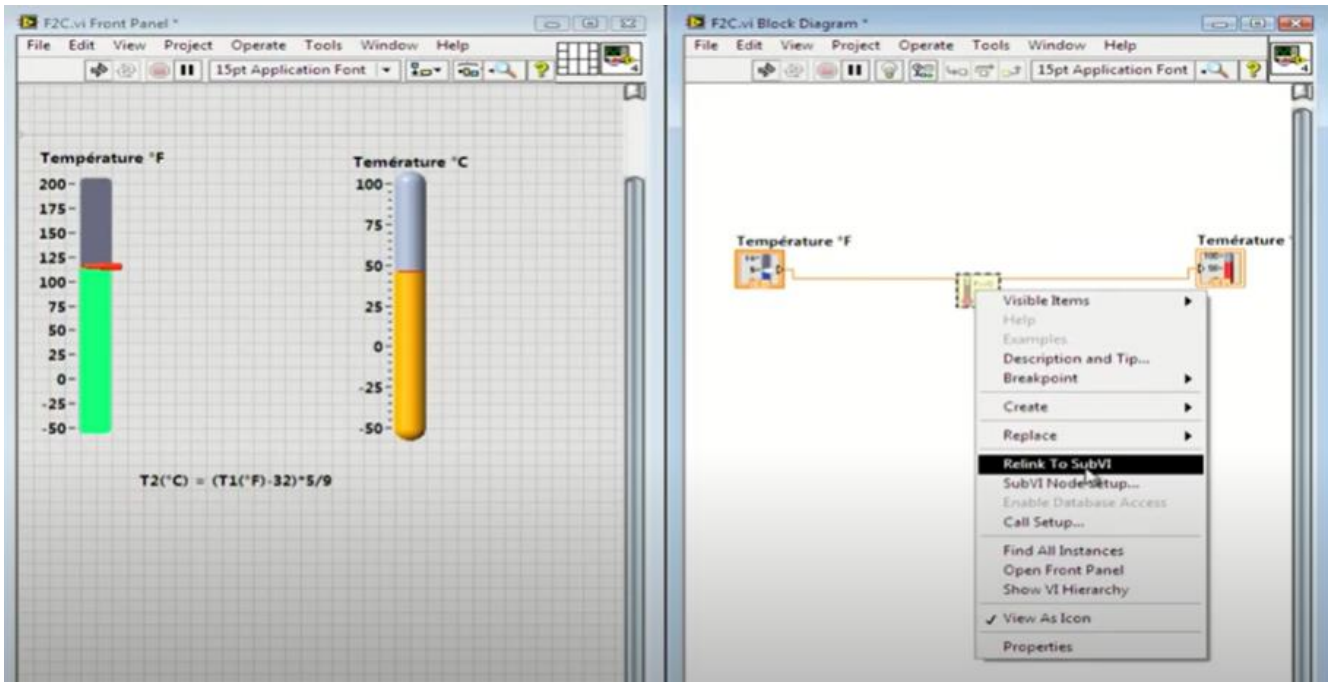 F2C.vi Front Panel *
File Edit View Project Operate Tools Window Help
15pt Application Font
4
Température °F
200
175
150
125
100
75
50
25
0
-25
-50
Temérature °C
100
75
50
25
0
-25
-50
T2(°C) = (T1(°F)-32)*5/9
F2C.vi Block Diagram *
File Edit View Project Operate Tools Window Help
15pt Application Font
4
Température °F
Temérature °
Visible Items
Help
Examples
Description and Tip...
Breakpoint
Create
Replace
Relink To SubVI
SubVI Node setup...
Enable Database Access
Call Setup...
Find All Instances
Open Front Panel
Show VI Hierarchy
View As Icon
Properties